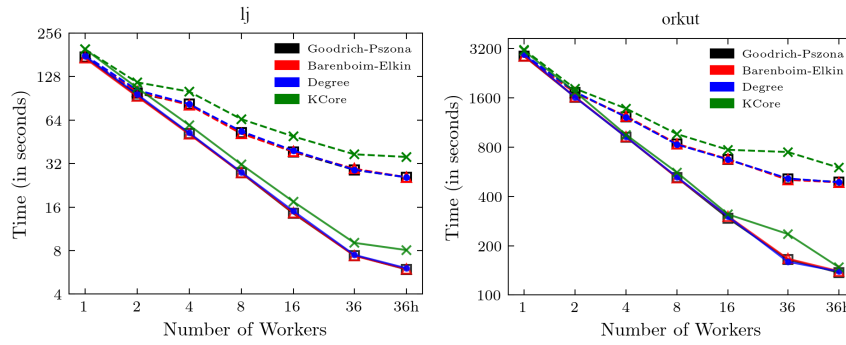 lj
256
128
64
32
16
8
4
Time (in seconds)
Goodrich-Pszona
Barenboim-Elkin
Degree
KCore
1 2 4 8 16 36 36h
Number of Workers
orkut
3200
1600
800
400
200
100
Time (in seconds)
Goodrich-Pszona
Barenboim-Elkin
Degree
KCore
1 2 4 8 16 36 36h
Number of Workers